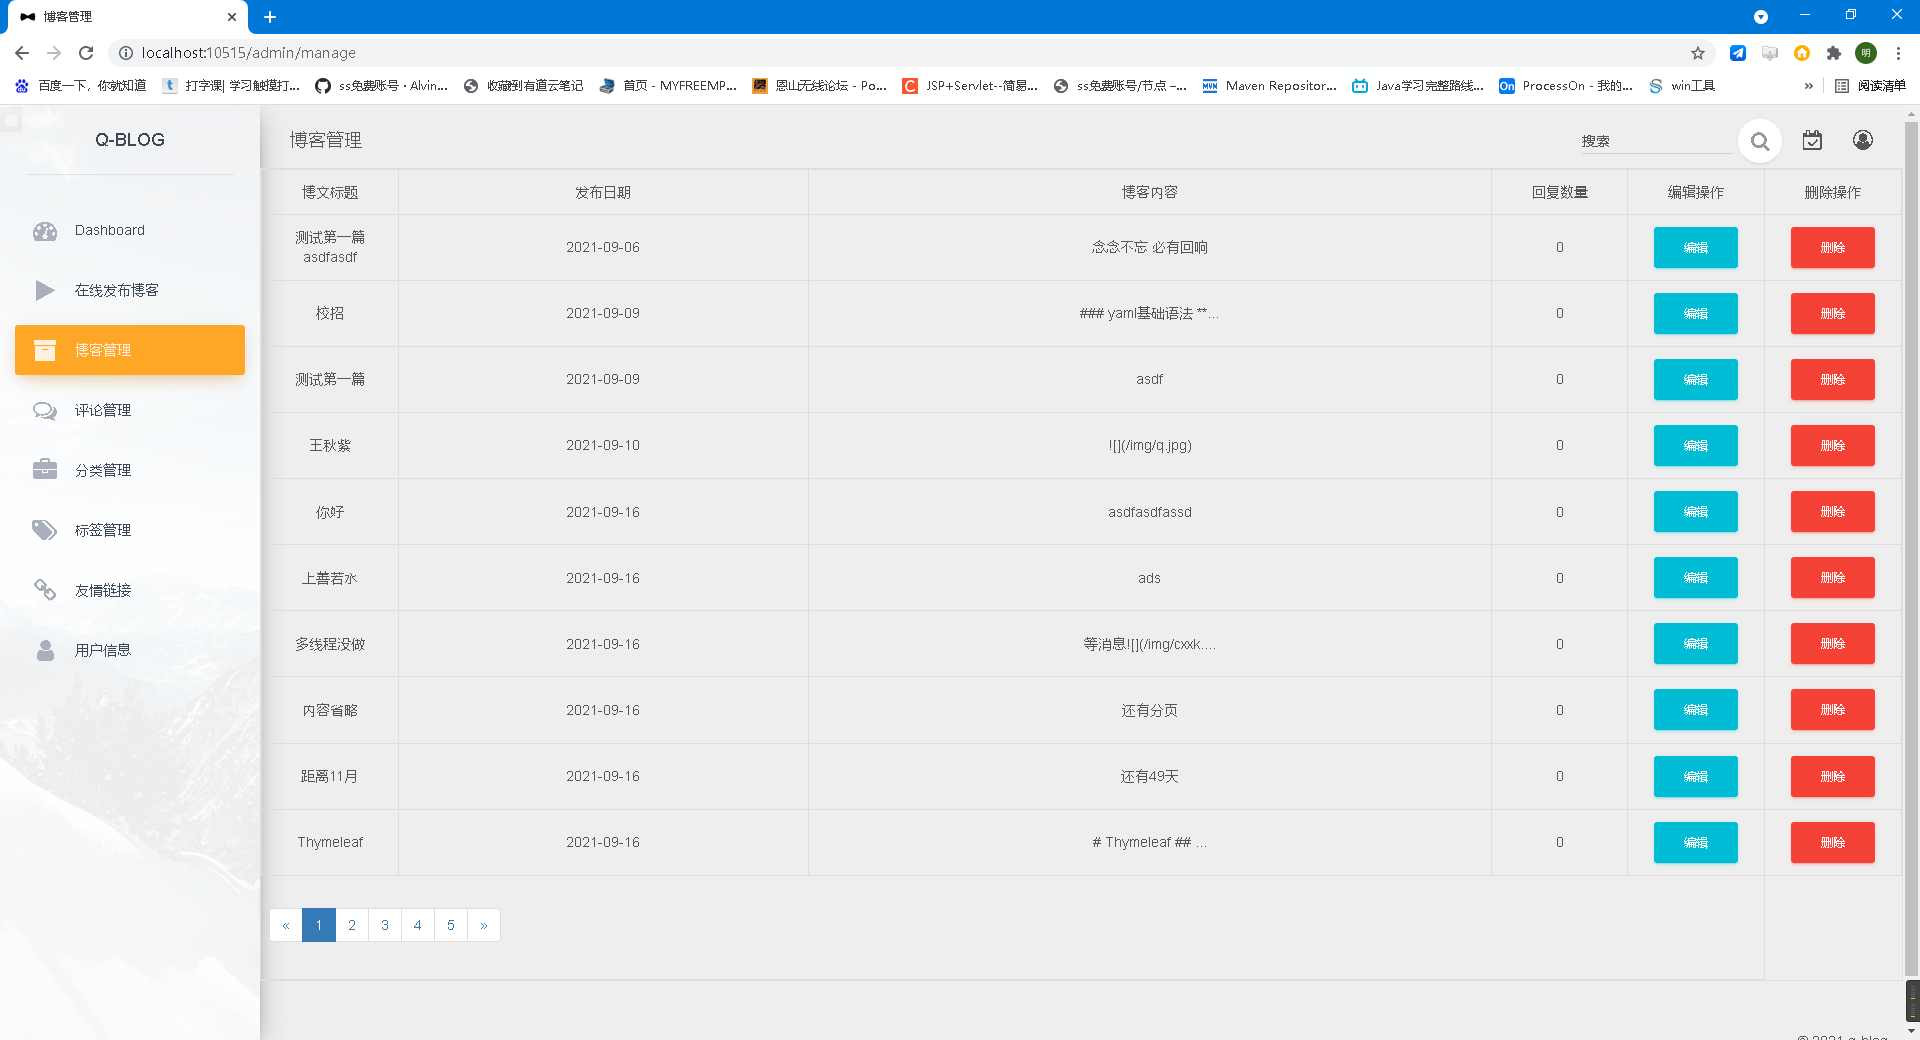 博客管理
localhost:10515/admin/manage
明
百度一下，你就知道
打字课| 学习触摸打...
ss免费账号 · Alvin...
收藏到有道云笔记
首页 - MYFREEMP...
恩山无线论坛 - Po...
JSP+Servlet--简易...
ss免费账号/节点 –...
Maven Repositor...
Java学习完整路线...
ProcessOn - 我的...
win工具
»
阅读清单
Q-BLOG
Dashboard
在线发布博客
博客管理
评论管理
分类管理
标签管理
友情链接
用户信息
博客管理
搜索
博文标题 发布日期 博客内容 回复数量 编辑操作 删除操作
测试第一篇
asdfasdf 2021-09-06 念念不忘 必有回响 0 编辑 删除
校招 2021-09-09 ### yaml基础语法 **... 0 编辑 删除
测试第一篇 2021-09-09 asdf 0 编辑 删除
王秋紫 2021-09-10 ![](/img/q.jpg) 0 编辑 删除
你好 2021-09-16 asdfasdfassd 0 编辑 删除
上善若水 2021-09-16 ads 0 编辑 删除
多线程没做 2021-09-16 等消息![](/img/cxxk.... 0 编辑 删除
内容省略 2021-09-16 还有分页 0 编辑 删除
距离11月 2021-09-16 还有49天 0 编辑 删除
Thymeleaf 2021-09-16 # Thymeleaf ## ... 0 编辑 删除
« 1 2 3 4 5 »
© 2021 q-blog